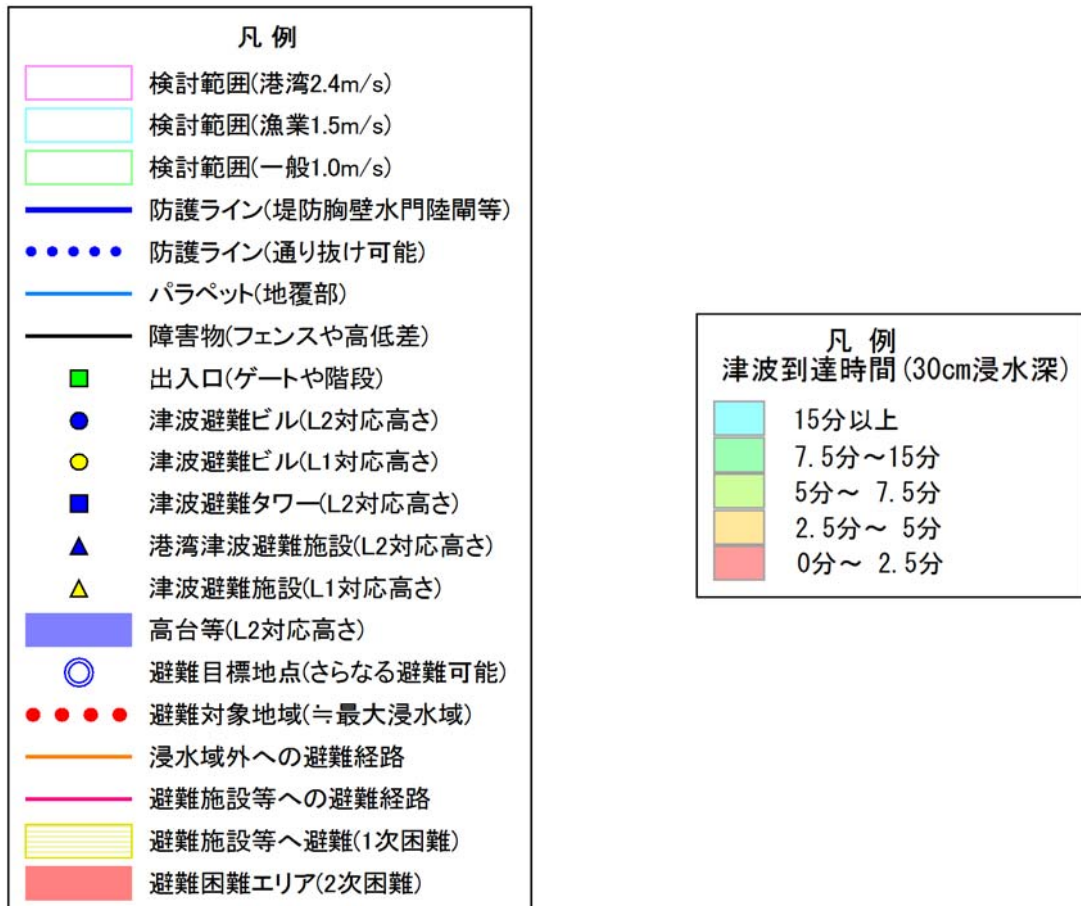 凡 例
検討範囲(港湾2.4m/s)
検討範囲(漁業1.5m/s)
検討範囲(一般1.0m/s)
防護ライン(堤防胸壁水門陸閘等)
防護ライン(通り抜け可能)
パラペット(地覆部)
障害物(フェンスや高低差)
出入口(ゲートや階段)
津波避難ビル(L2対応高さ)
津波避難ビル(L1対応高さ)
津波避難タワー(L2対応高さ)
港湾津波避難施設(L2対応高さ)
津波避難施設(L1対応高さ)
高台等(L2対応高さ)
避難目標地点(さらなる避難可能)
避難対象地域(≒最大浸水域)
浸水域外への避難経路
避難施設等への避難経路
避難施設等へ避難(1次困難)
避難困難エリア(2次困難)
凡 例
津波到達時間(30cm浸水深)
15分以上
7.5分～15分
5分～ 7.5分
2.5分～ 5分
0分～ 2.5分